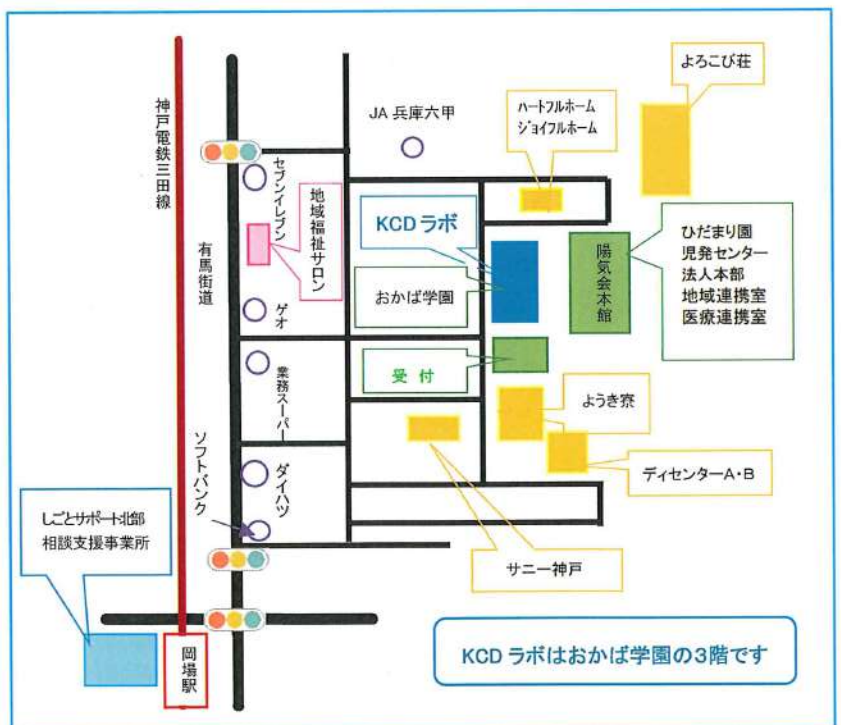 よろこび荘
JA 兵庫六甲
ハートフルホーム
ジョイフルホーム
神戸電鉄三田線
セブンイレブン
地域福祉サロン
KCD ラボ
陽気会本館
ひだまり園
児発センター
法人本部
地域連携室
医療連携室
有馬街道
おかば学園
ゲオ
受 付
業務スーパー
ようき寮
ソフトバンク
ダイハツ
ディセンターA・B
しごとサポート北部
相談支援事業所
サニー神戸
岡場駅
KCD ラボはおかば学園の3階です